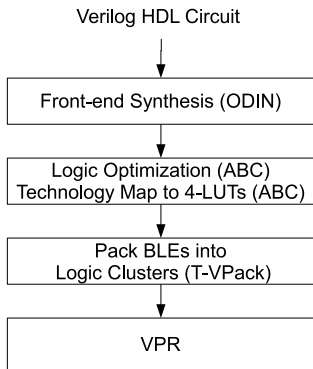 Verilog HDL Circuit
Front-end Synthesis (ODIN)
Logic Optimization (ABC)
Technology Map to 4-LUTs (ABC)
Pack BLEs into
Logic Clusters (T-VPack)
VPR